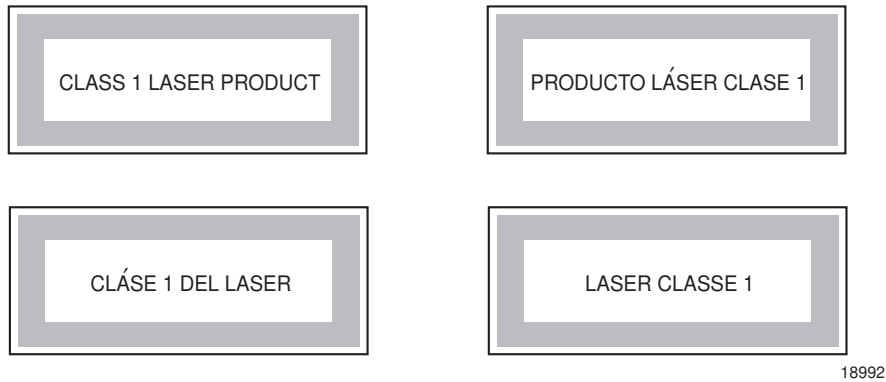 CLASS 1 LASER PRODUCT
PRODUCTO LÁSER CLASE 1
CLÁSE 1 DEL LASER
LASER CLASSE 1
18992